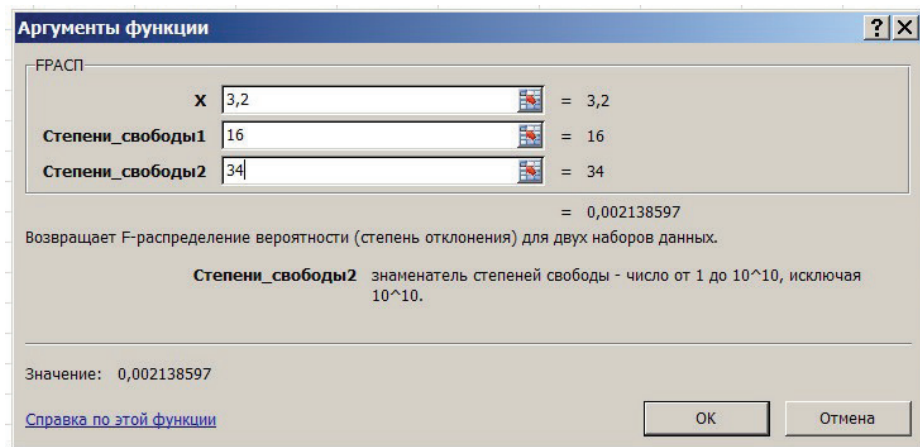 Аргументы функции
FРАСП
X 3,2 = 3,2
Степени_свободы1 16 = 16
Степени_свободы2 34 = 34
= 0,002138597
Возвращает F-распределение вероятности (степень отклонения) для двух наборов данных.
Степени_свободы2 знаменатель степеней свободы - число от 1 до 10^10, исключая
10^10.
Значение: 0,002138597
Справка по этой функции
ОК Отмена